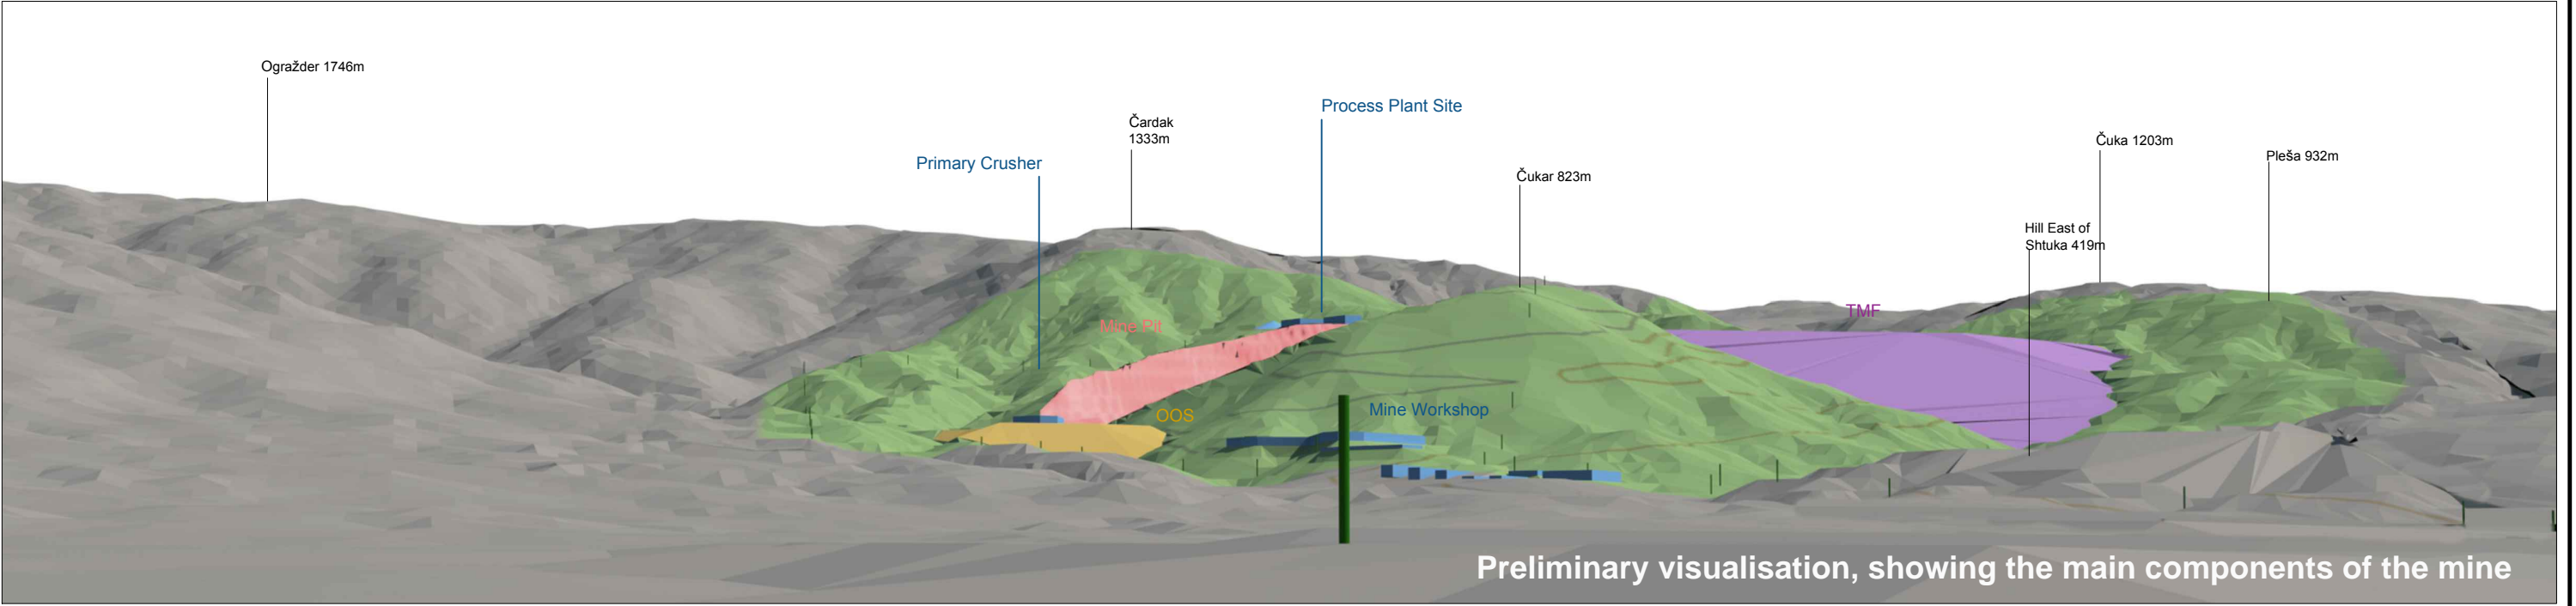 Ogražder 1746m
Primary Crusher
Čardak
1333m
Process Plant Site
Čukar 823m
Čuka 1203m
Pleša 932m
Hill East of
Shtuka 419m
TMF
Mine Pit
OOS
Mine Workshop
Preliminary visualisation, showing the main components of the mine